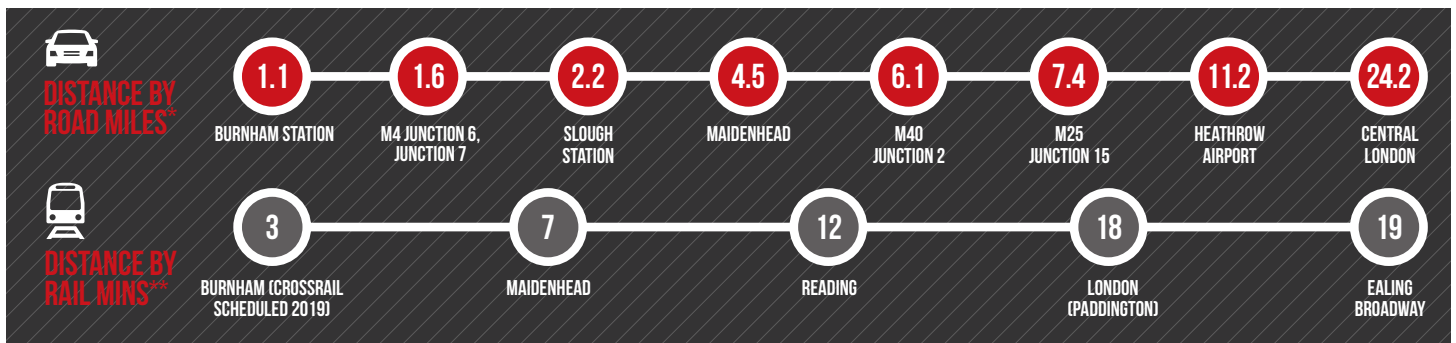 DISTANCE BY
ROAD MILES*
1.1
BURNHAM STATION
1.6
M4 JUNCTION 6,
JUNCTION 7
2.2
SLOUGH
STATION
4.5
MAIDENHEAD
6.1
M40
JUNCTION 2
7.4
M25
JUNCTION 15
11.2
HEATHROW
AIRPORT
24.2
CENTRAL
LONDON
DISTANCE BY
RAIL MINS**
3
BURNHAM (CROSSRAIL
SCHEDULED 2019)
7
MAIDENHEAD
12
READING
18
LONDON
(PADDINGTON)
19
EALING
BROADWAY